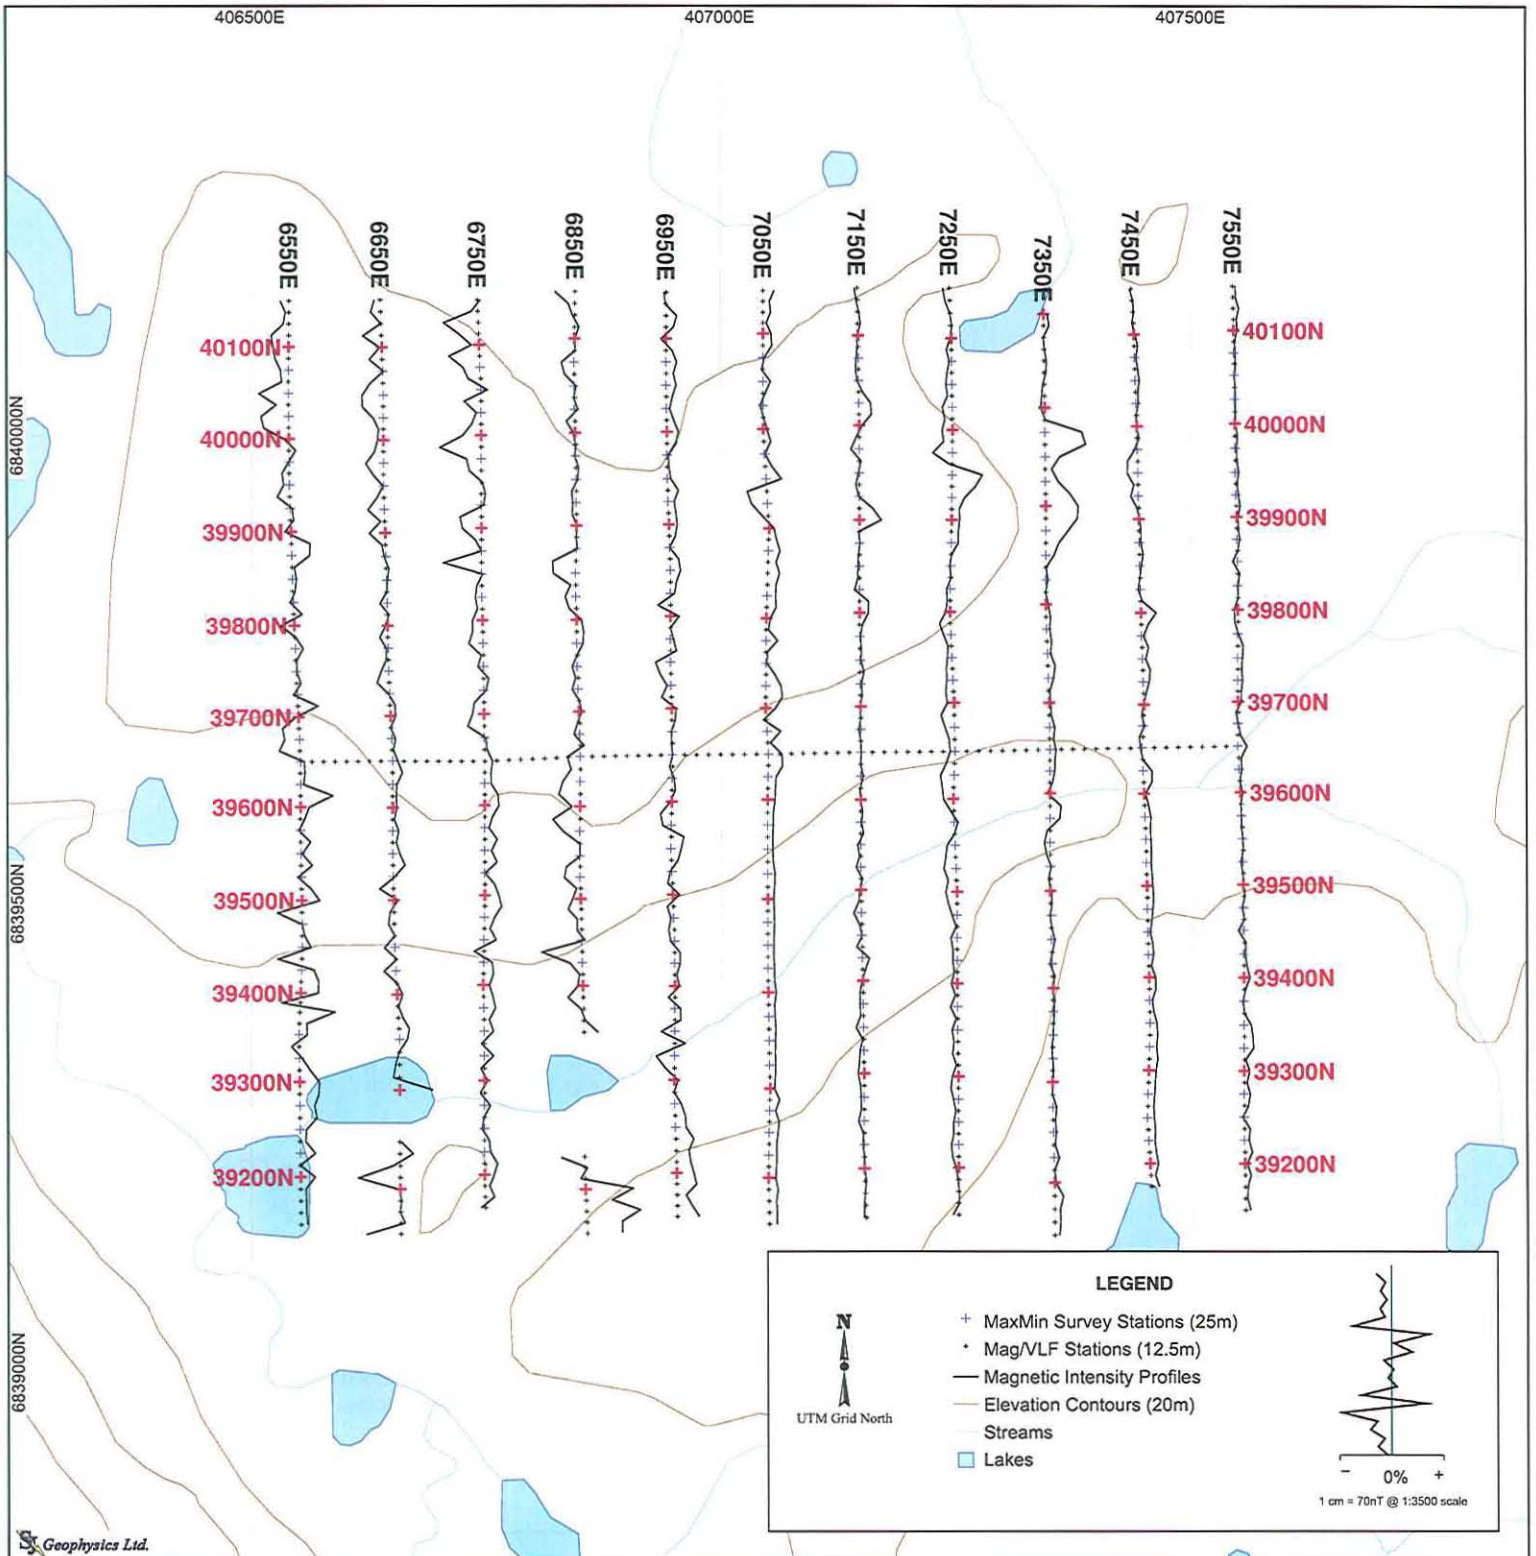 406500E 407000E 407500E
6550E 6650E 6750E 6850E 6950E 7050E 7150E 7250E 7350E 7450E 7550E
40100N 40100N
6840000N
40000N 40000N
39900N 39900N
39800N 39800N
39700N 39700N
39600N 39600N
6839500N
39500N 39500N
39400N 39400N
39300N 39300N
39200N 39200N
6839000N
LEGEND
N
UTM Grid North
MaxMin Survey Stations (25m)
Mag/VLF Stations (12.5m)
Magnetic Intensity Profiles
Elevation Contours (20m)
Streams
Lakes
− 0% +
1 cm = 70nT @ 1:3500 scale
SJ Geophysics Ltd.